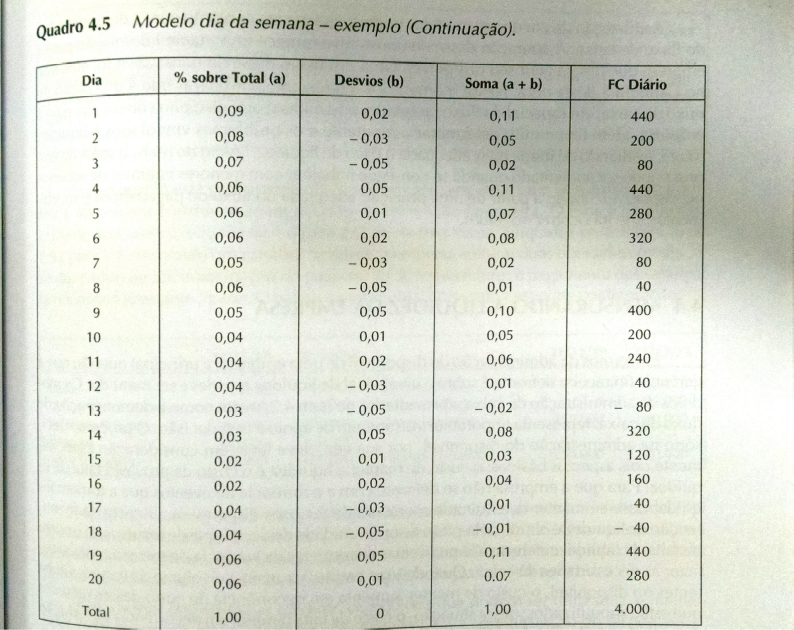 Quadro 4.5 Modelo dia da semana – exemplo (Continuação).
Dia % sobre Total (a) Desvios (b) Soma (a + b) FC Diário
1 0,09 0,02 0,11 440
2 0,08 – 0,03 0,05 200
3 0,07 – 0,05 0,02 80
4 0,06 0,05 0,11 440
5 0,06 0,01 0,07 280
6 0,06 0,02 0,08 320
7 0,05 – 0,03 0,02 80
8 0,06 – 0,05 0,01 40
9 0,05 0,05 0,10 400
10 0,04 0,01 0,05 200
11 0,04 0,02 0,06 240
12 0,04 – 0,03 0,01 40
13 0,03 – 0,05 – 0,02 – 80
14 0,03 0,05 0,08 320
15 0,02 0,01 0,03 120
16 0,02 0,02 0,04 160
17 0,04 – 0,03 0,01 40
18 0,04 – 0,05 – 0,01 – 40
19 0,06 0,05 0,11 440
20 0,06 0,01 0.07 280
Total 1,00 0 1,00 4.000